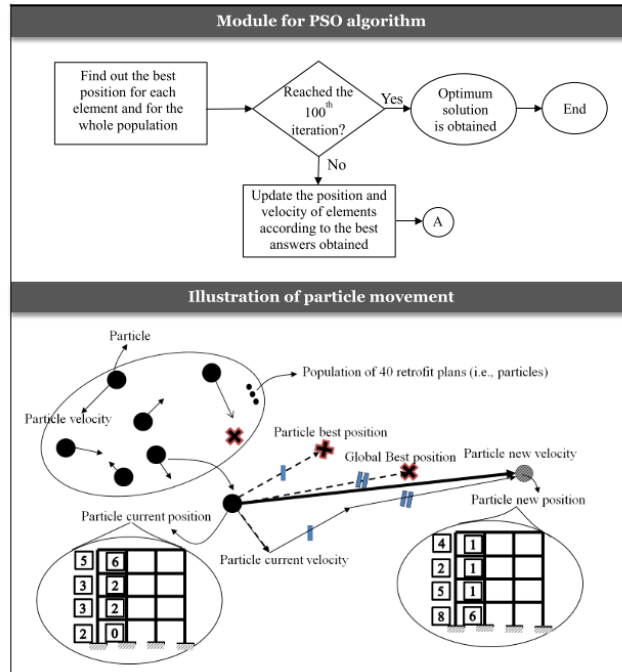 Module for PSO algorithm
Find out the best
position for each
element and for the
whole population
Reached the
100th
iteration?
Yes
Optimum
solution
is obtained
End
No
Update the position and
velocity of elements
according to the best
answers obtained
A
Illustration of particle movement
Particle
Population of 40 retrofit plans (i.e., particles)
Particle velocity
Particle best position
Global Best position
Particle new velocity
Particle new position
Particle current position
Particle current velocity
5 6
3 2
3 2
2 0
4 1
2 1
5 1
8 6